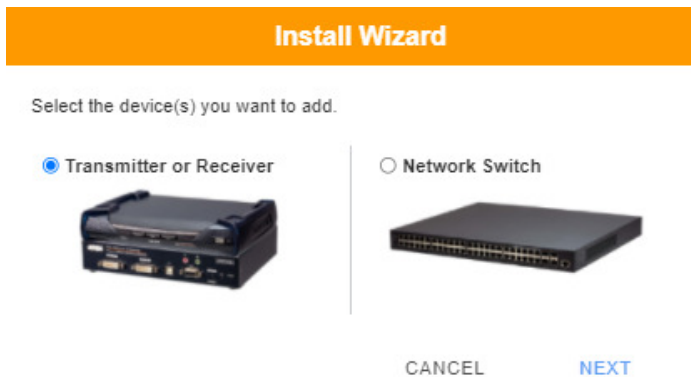 Install Wizard
Select the device(s) you want to add.
Transmitter or Receiver
Network Switch
CANCEL
NEXT